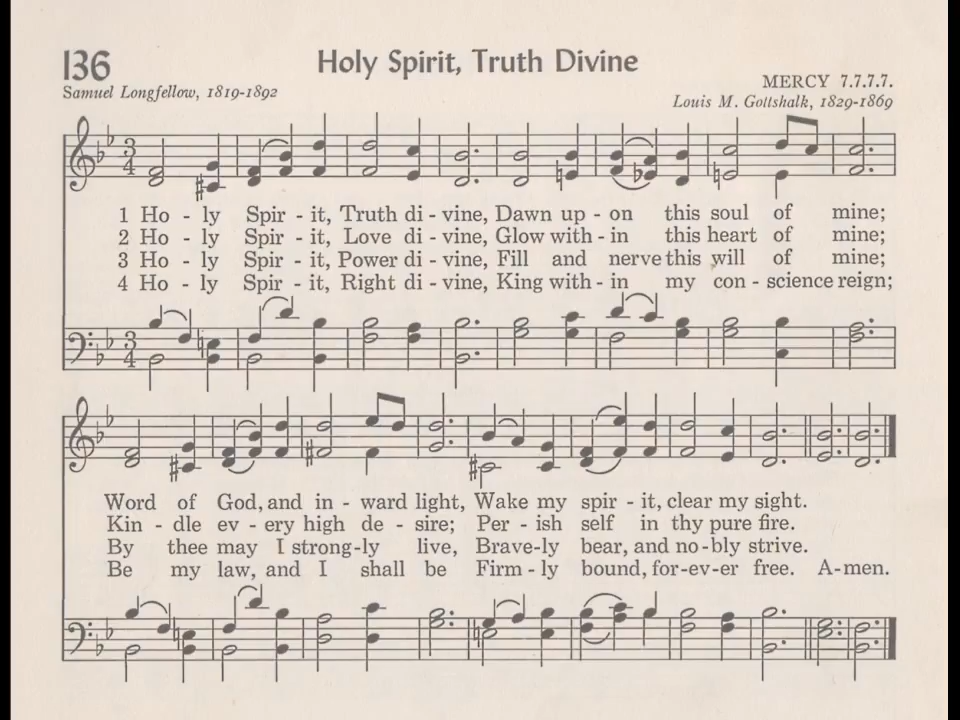 136
Holy Spirit, Truth Divine
Samuel Longfellow, 1819-1892
MERCY 7.7.7.7.
Louis M. Gottshalk, 1829-1869
3 4
1 Ho - ly Spir - it, Truth di - vine, Dawn up - on this soul of mine;
2 Ho - ly Spir - it, Love di - vine, Glow with - in this heart of mine;
3 Ho - ly Spir - it, Power di - vine, Fill and nerve this will of mine;
4 Ho - ly Spir - it, Right di - vine, King with - in my con - science reign;
3 4
Word of God, and in - ward light, Wake my spir - it, clear my sight.
Kin - dle ev - ery high de - sire; Per - ish self in thy pure fire.
By thee may I strong-ly live, Brave-ly bear, and no-bly strive.
Be my law, and I shall be Firm - ly bound, for-ev-er free. A-men.